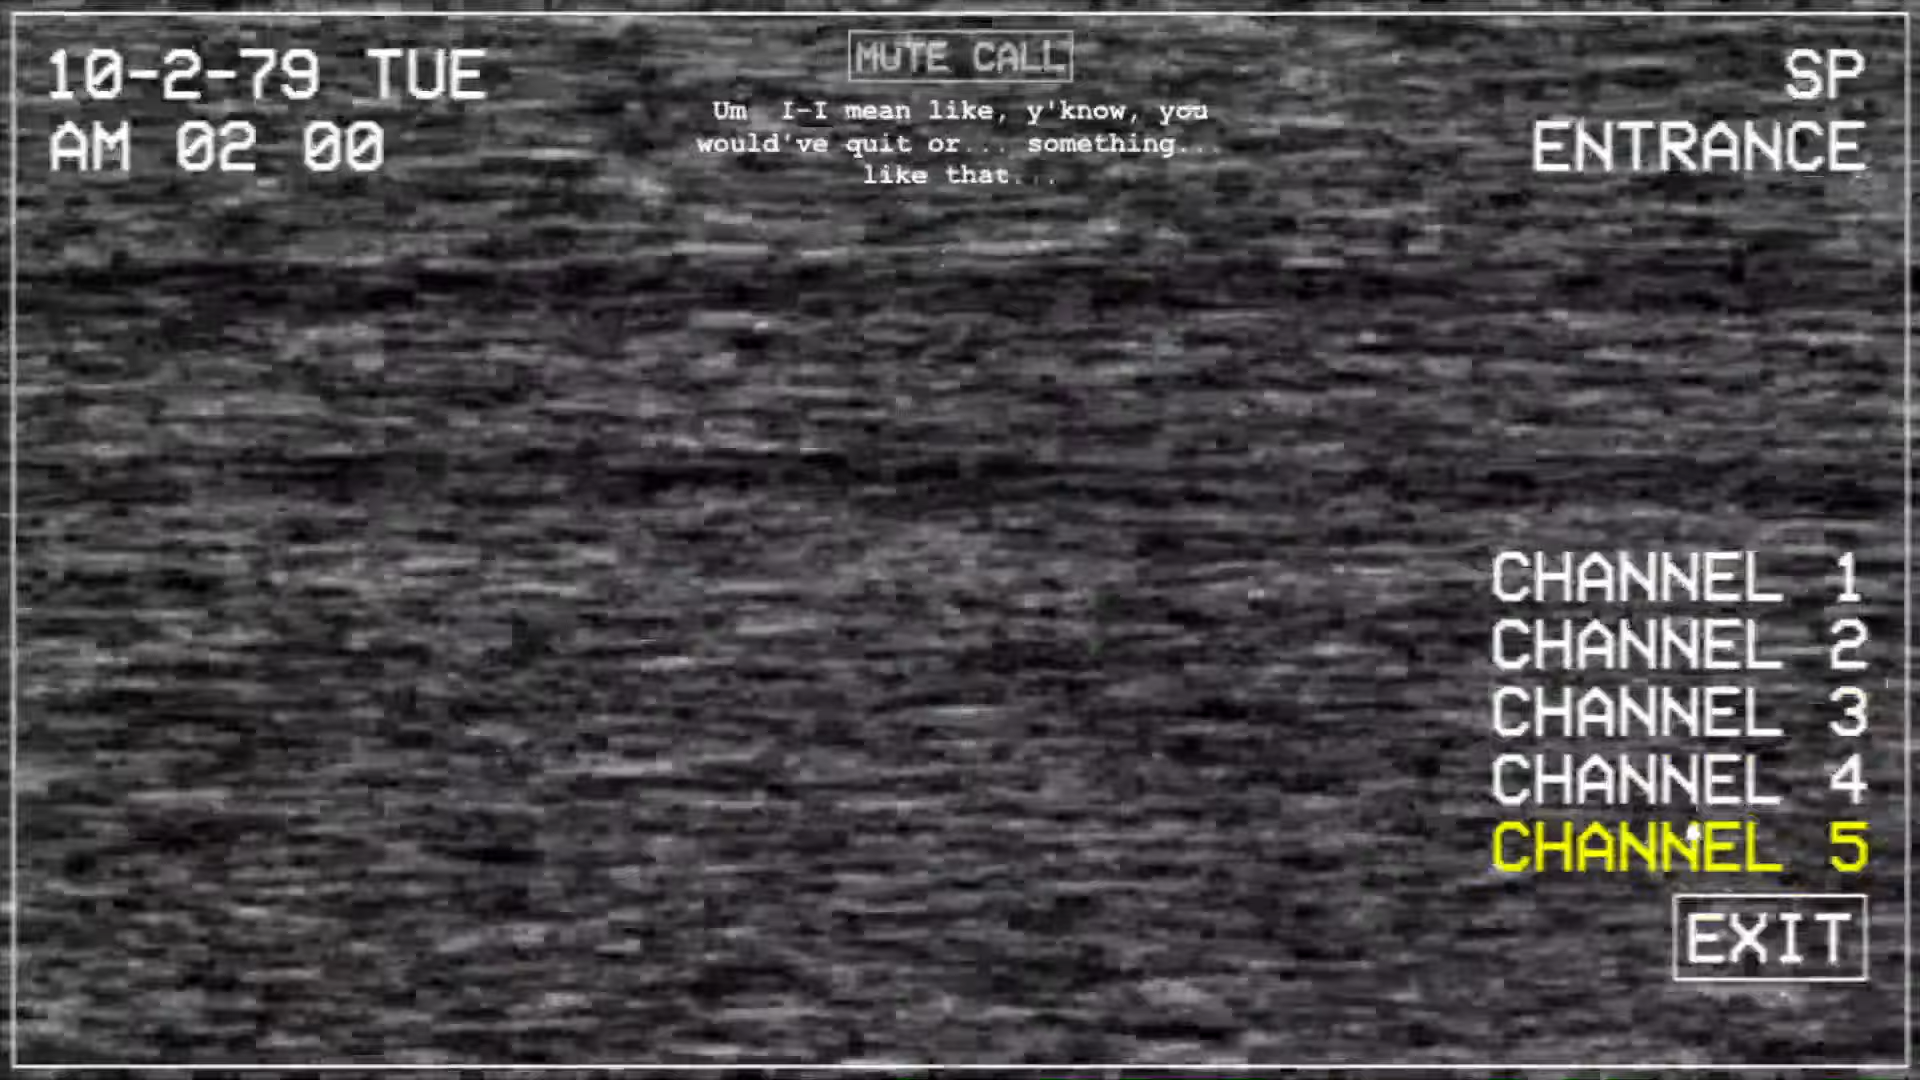 10-2-79 TUE
AM 02 00
MUTE CALL
Um  I-I mean like, y'know, you
would've quit or... something...
like that...
SP
ENTRANCE
CHANNEL 1
CHANNEL 2
CHANNEL 3
CHANNEL 4
CHANNEL 5
EXIT